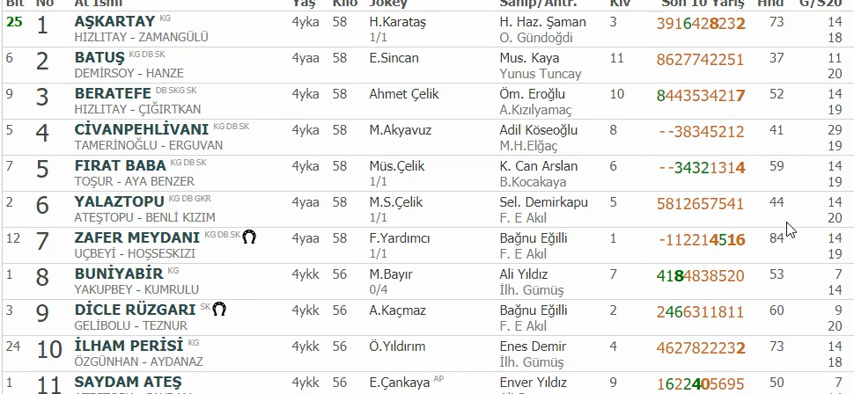 Bit No At İsmi Yaş Kilo Jokey Sahip/Antr. Klv Son 10 Yarış Hnd G/S20
25 1 AŞKARTAY KG 4yka 58 H.Karataş H. Haz. Şaman 3 3916428232 73 14
HIZLITAY - ZAMANGÜLÜ 1/1 O. Gündoğdi 18
6 2 BATUŞ KG DB SK 4yaa 58 E.Sincan Mus. Kaya 11 8627742251 37 11
DEMİRSOY - HANZE Yunus Tuncay 20
9 3 BERATEFE DB SKG SK 4yka 58 Ahmet Çelik Öm. Eroğlu 10 8443534217 52 14
HIZLITAY - ÇIĞIRTKAN A.Kızılyamaç 19
5 4 CİVANPEHLİVANI KG DB SK 4yka 58 M.Akyavuz Adil Köseoğlu 8 --38345212 41 29
TAMERİNOĞLU - ERGUVAN M.H.Elğaç 19
7 5 FIRAT BABA KG DB SK 4yka 58 Müs.Çelik K. Can Arslan 6 --34321314 59 14
TOŞUR - AYA BENZER 1/1 B.Kocakaya 19
2 6 YALAZTOPU KG DB GKR 4yaa 58 M.S.Çelik Sel. Demirkapu 5 5812657541 44 14
ATEŞTOPU - BENLİ KIZIM 1/1 F. E Akıl 20
12 7 ZAFER MEYDANI KG DB SK 4yaa 58 F.Yardımcı Bağnu Eğilli 1 -112214516 84 14
UÇBEYİ - HOŞSESKIZI 1/1 F. E Akıl 19
1 8 BUNİYABİR KG 4ykk 56 M.Bayır Ali Yıldız 7 4184838520 53 7
YAKUPBEY - KUMRULU 0/4 İlh. Gümüş 14
3 9 DİCLE RÜZGARI SK 4ykk 56 A.Kaçmaz Bağnu Eğilli 2 2466311811 60 9
GELİBOLU - TEZNUR F. E Akıl 20
24 10 İLHAM PERİSİ KG 4ykk 56 Ö.Yıldırım Enes Demir 4 4627822232 73 14
ÖZGÜNHAN - AYDANAZ İlh. Gümüş 18
1 11 SAYDAM ATEŞ 4ykk 56 E.Çankaya AP Enver Yıldız 9 1622405695 50 7